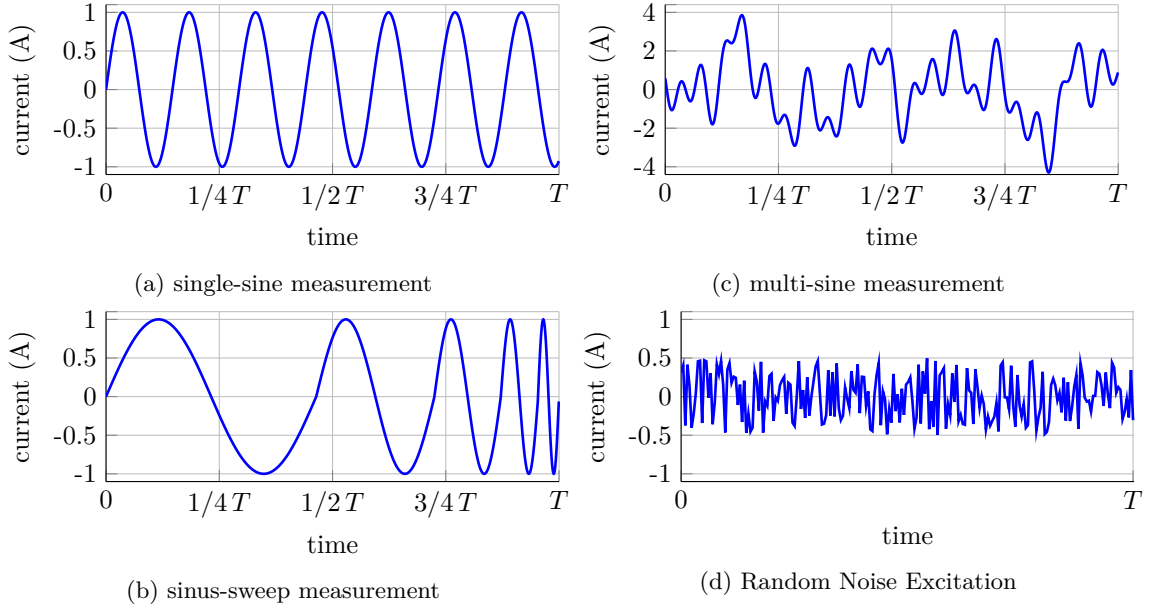 1
0.5
0
-0.5
-1
current (A)
0 1/4 T 1/2 T 3/4 T T
time
(a) single-sine measurement
4
2
0
-2
-4
current (A)
0 1/4 T 1/2 T 3/4 T T
time
(c) multi-sine measurement
1
0.5
0
-0.5
-1
current (A)
0 1/4 T 1/2 T 3/4 T T
time
(b) sinus-sweep measurement
1
0.5
0
-0.5
-1
current (A)
0 T
time
(d) Random Noise Excitation